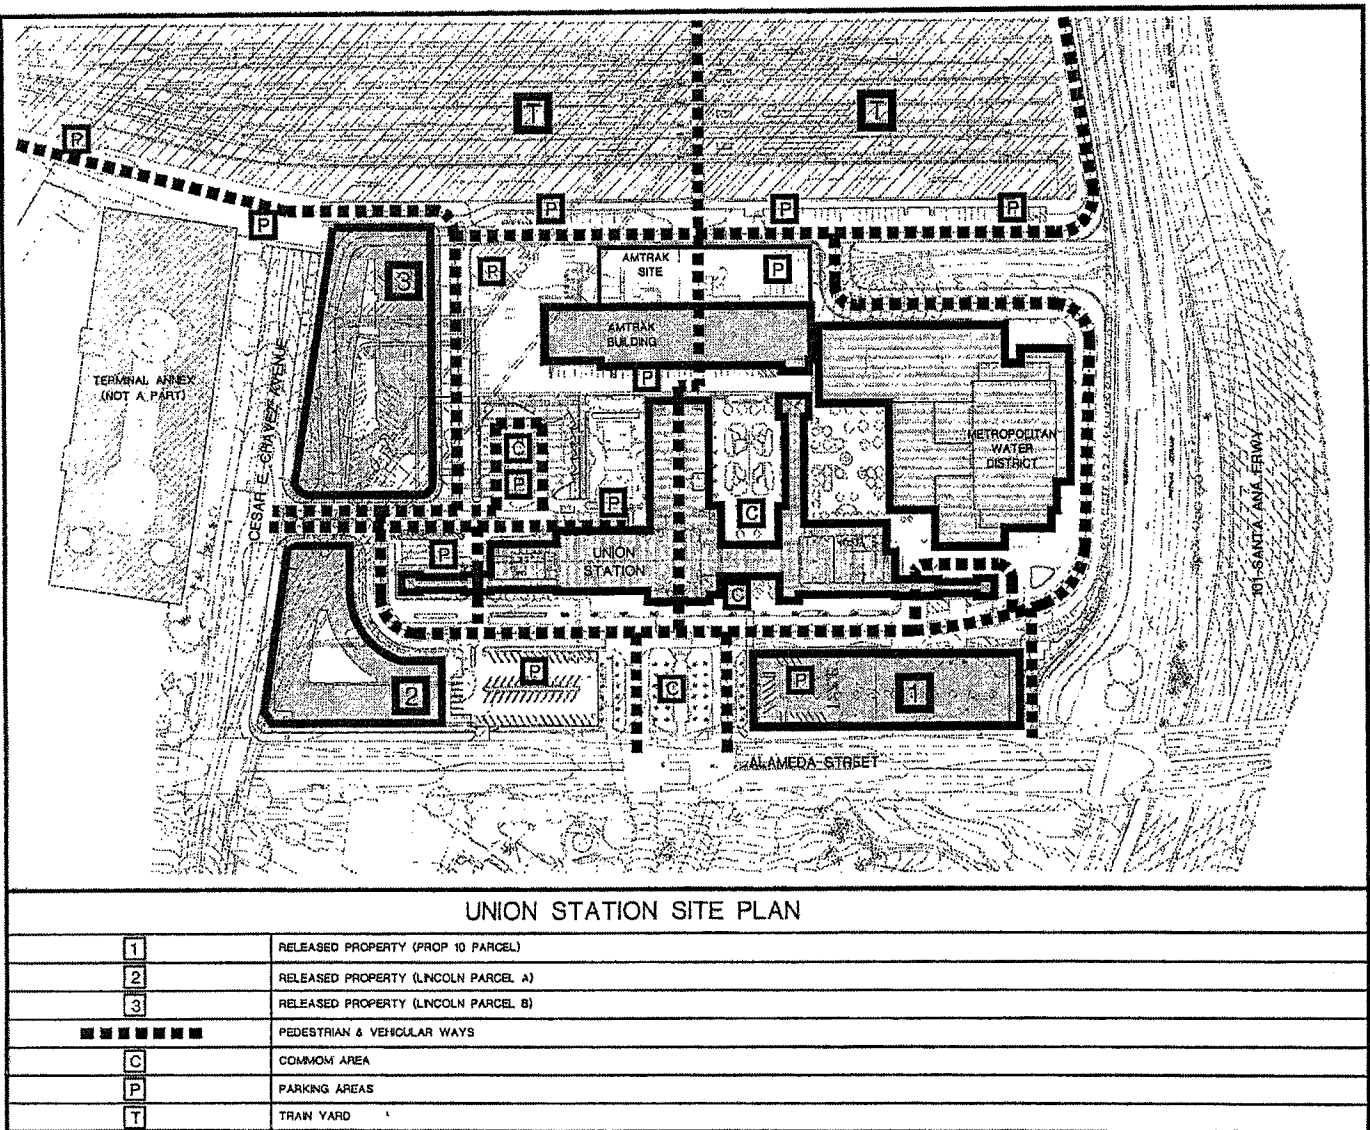 T
T
P
P
P
P
P
3
P
AMTRAK
SITE
P
AMTRAK
BUILDING
P
TERMINAL ANNEX
(NOT A PART)
CESAR E. CHAVEZ AVENUE
METROPOLITAN
WATER
DISTRICT
C
P
P
C
P
UNION
STATION
C
101-SANTA ANA FRWY
2
P
C
P
1
ALAMEDA STREET
UNION STATION SITE PLAN
1 RELEASED PROPERTY (PROP 10 PARCEL)
2 RELEASED PROPERTY (LINCOLN PARCEL A)
3 RELEASED PROPERTY (LINCOLN PARCEL B)
PEDESTRIAN & VEHICULAR WAYS
C COMMOM AREA
P PARKING AREAS
T TRAIN YARD